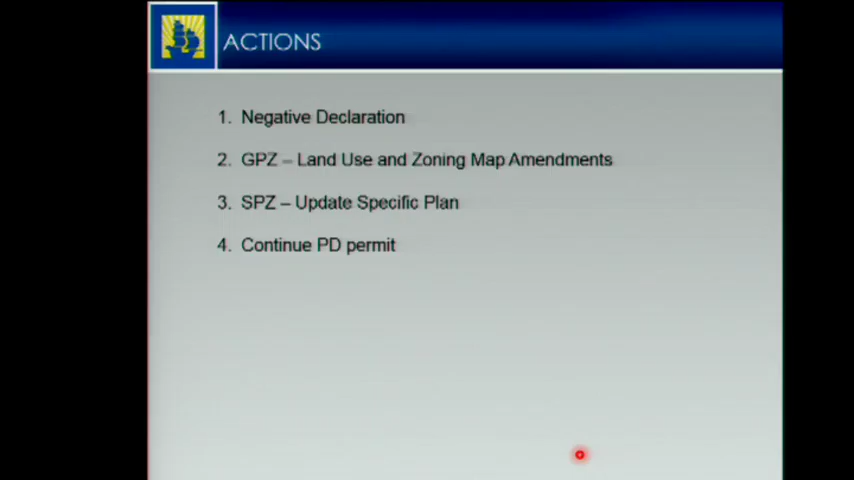 ACTIONS
1. Negative Declaration
2. GPZ – Land Use and Zoning Map Amendments
3. SPZ – Update Specific Plan
4. Continue PD permit